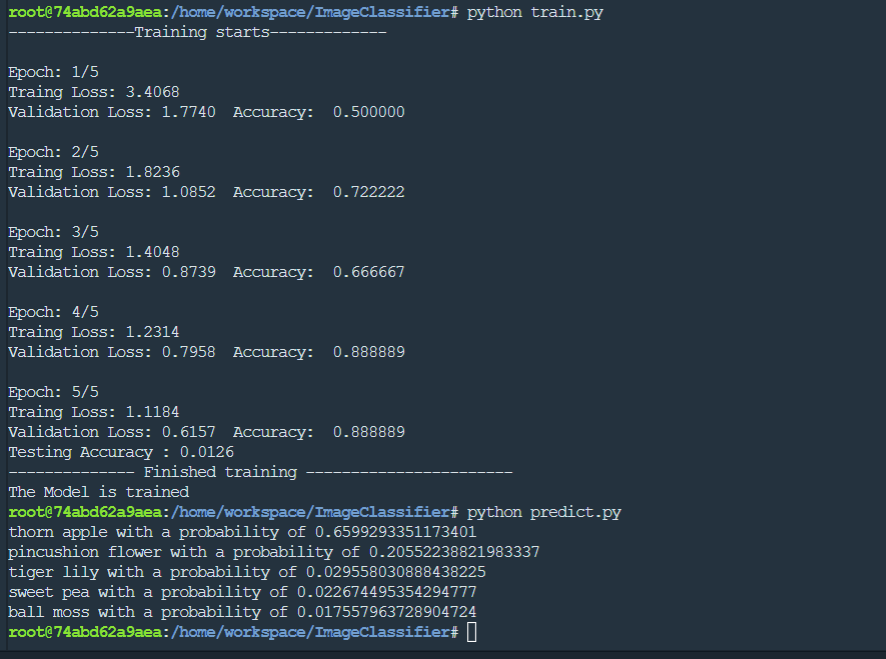 root@74abd62a9aea:/home/workspace/ImageClassifier# python train.py
--------------Training starts-------------
Epoch: 1/5
Traing Loss: 3.4068
Validation Loss: 1.7740  Accuracy:  0.500000
Epoch: 2/5
Traing Loss: 1.8236
Validation Loss: 1.0852  Accuracy:  0.722222
Epoch: 3/5
Traing Loss: 1.4048
Validation Loss: 0.8739  Accuracy:  0.666667
Epoch: 4/5
Traing Loss: 1.2314
Validation Loss: 0.7958  Accuracy:  0.888889
Epoch: 5/5
Traing Loss: 1.1184
Validation Loss: 0.6157  Accuracy:  0.888889
Testing Accuracy : 0.0126
-------------- Finished training -----------------------
The Model is trained
root@74abd62a9aea:/home/workspace/ImageClassifier# python predict.py
thorn apple with a probability of 0.6599293351173401
pincushion flower with a probability of 0.20552238821983337
tiger lily with a probability of 0.029558030888438225
sweet pea with a probability of 0.022674495354294777
ball moss with a probability of 0.017557963728904724
root@74abd62a9aea:/home/workspace/ImageClassifier#